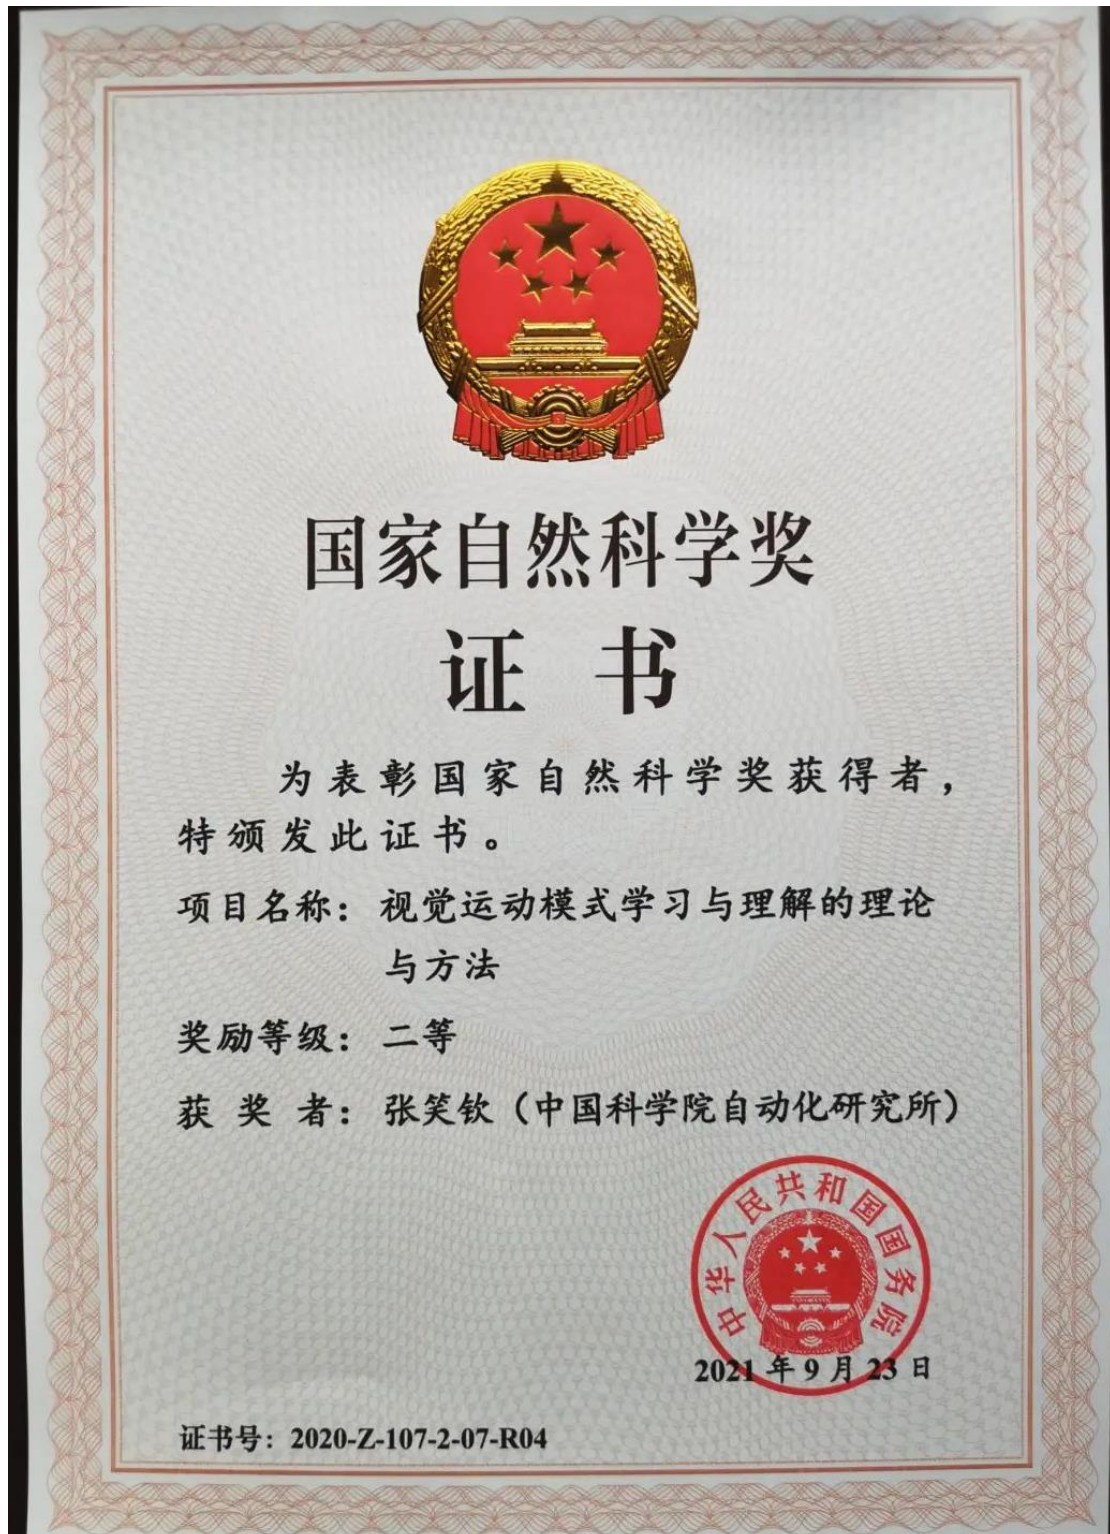 国家自然科学奖
证书
为表彰国家自然科学奖获得者，
特颁发此证书。
项目名称：视觉运动模式学习与理解的理论
与方法
奖励等级：二等
获奖者：张笑钦（中国科学院自动化研究所）
中华人民共和国国务院
2021年9月23日
证书号：2020-Z-107-2-07-R04